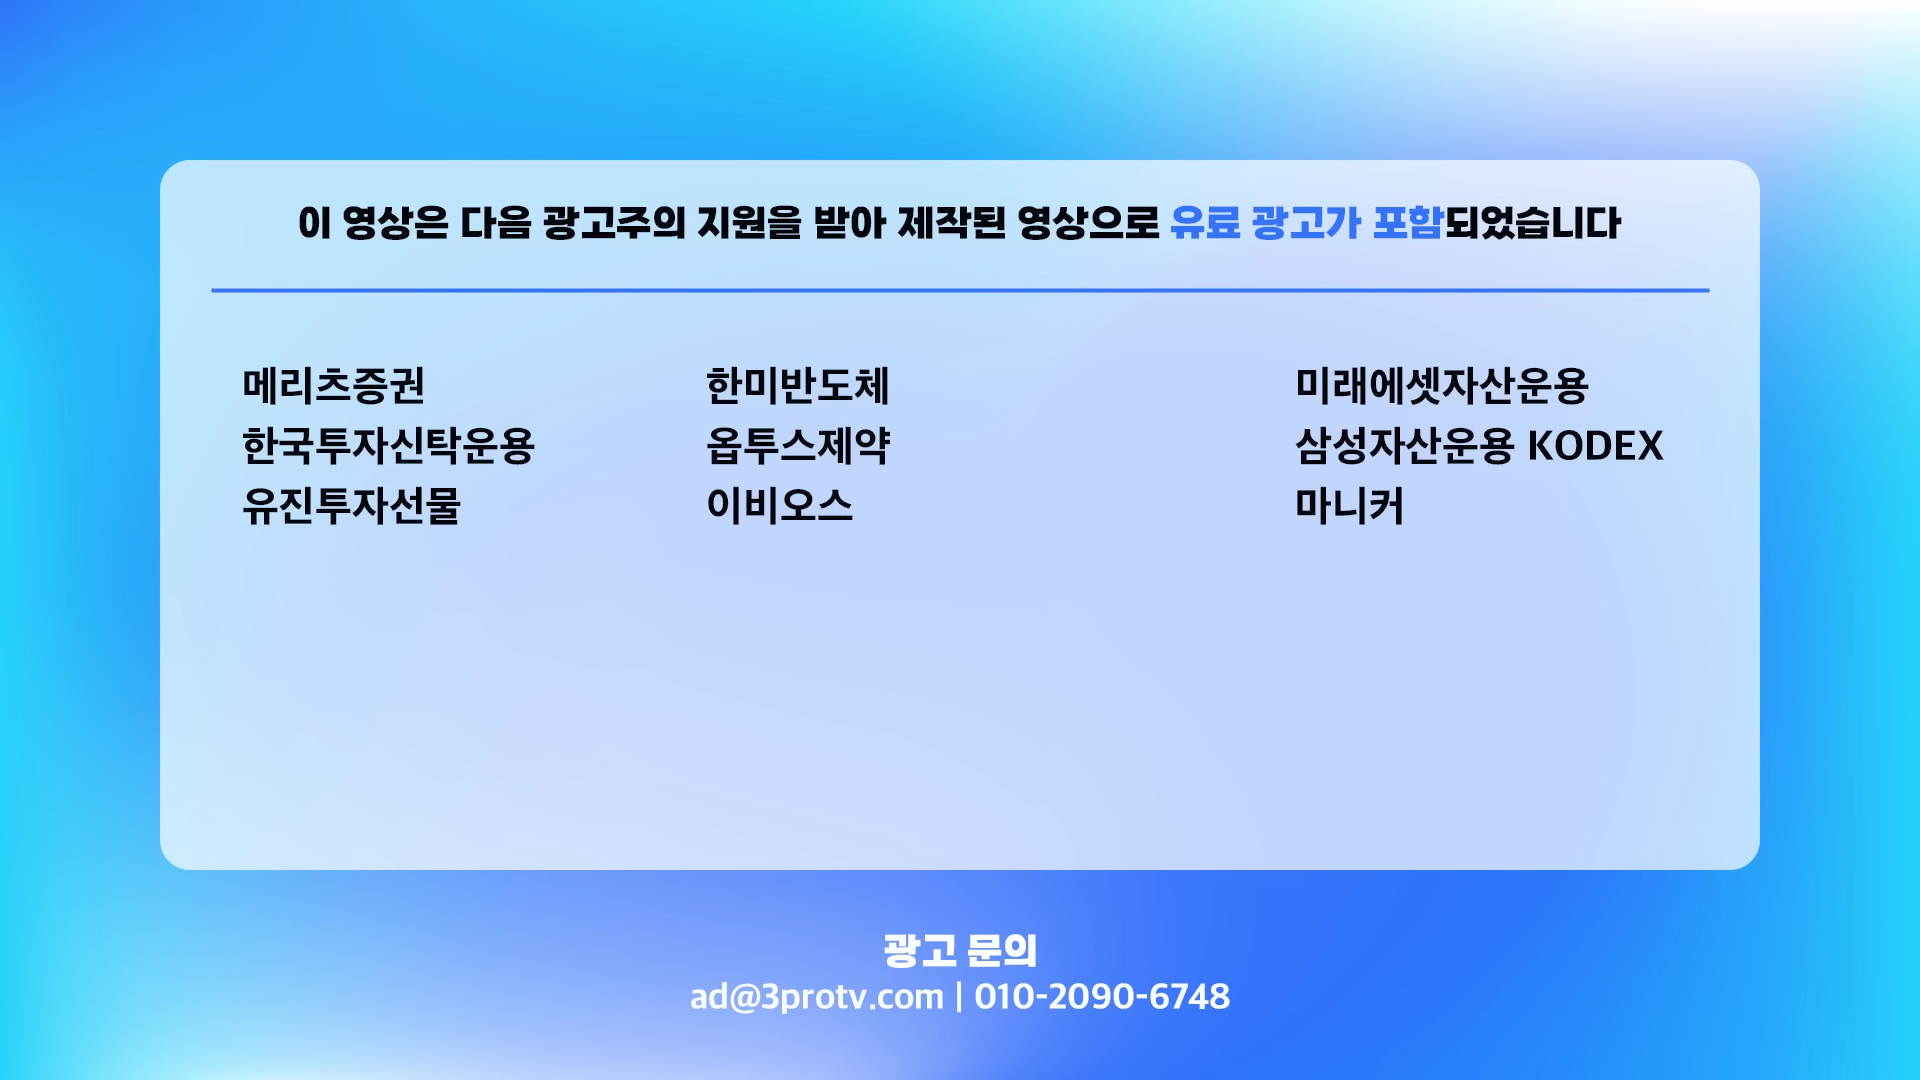 이 영상은 다음 광고주의 지원을 받아 제작된 영상으로 유료 광고가 포함되었습니다
메리츠증권
한국투자신탁운용
유진투자선물
한미반도체
옵투스제약
이비오스
미래에셋자산운용
삼성자산운용 KODEX
마니커
광고 문의
ad@3protv.com | 010-2090-6748